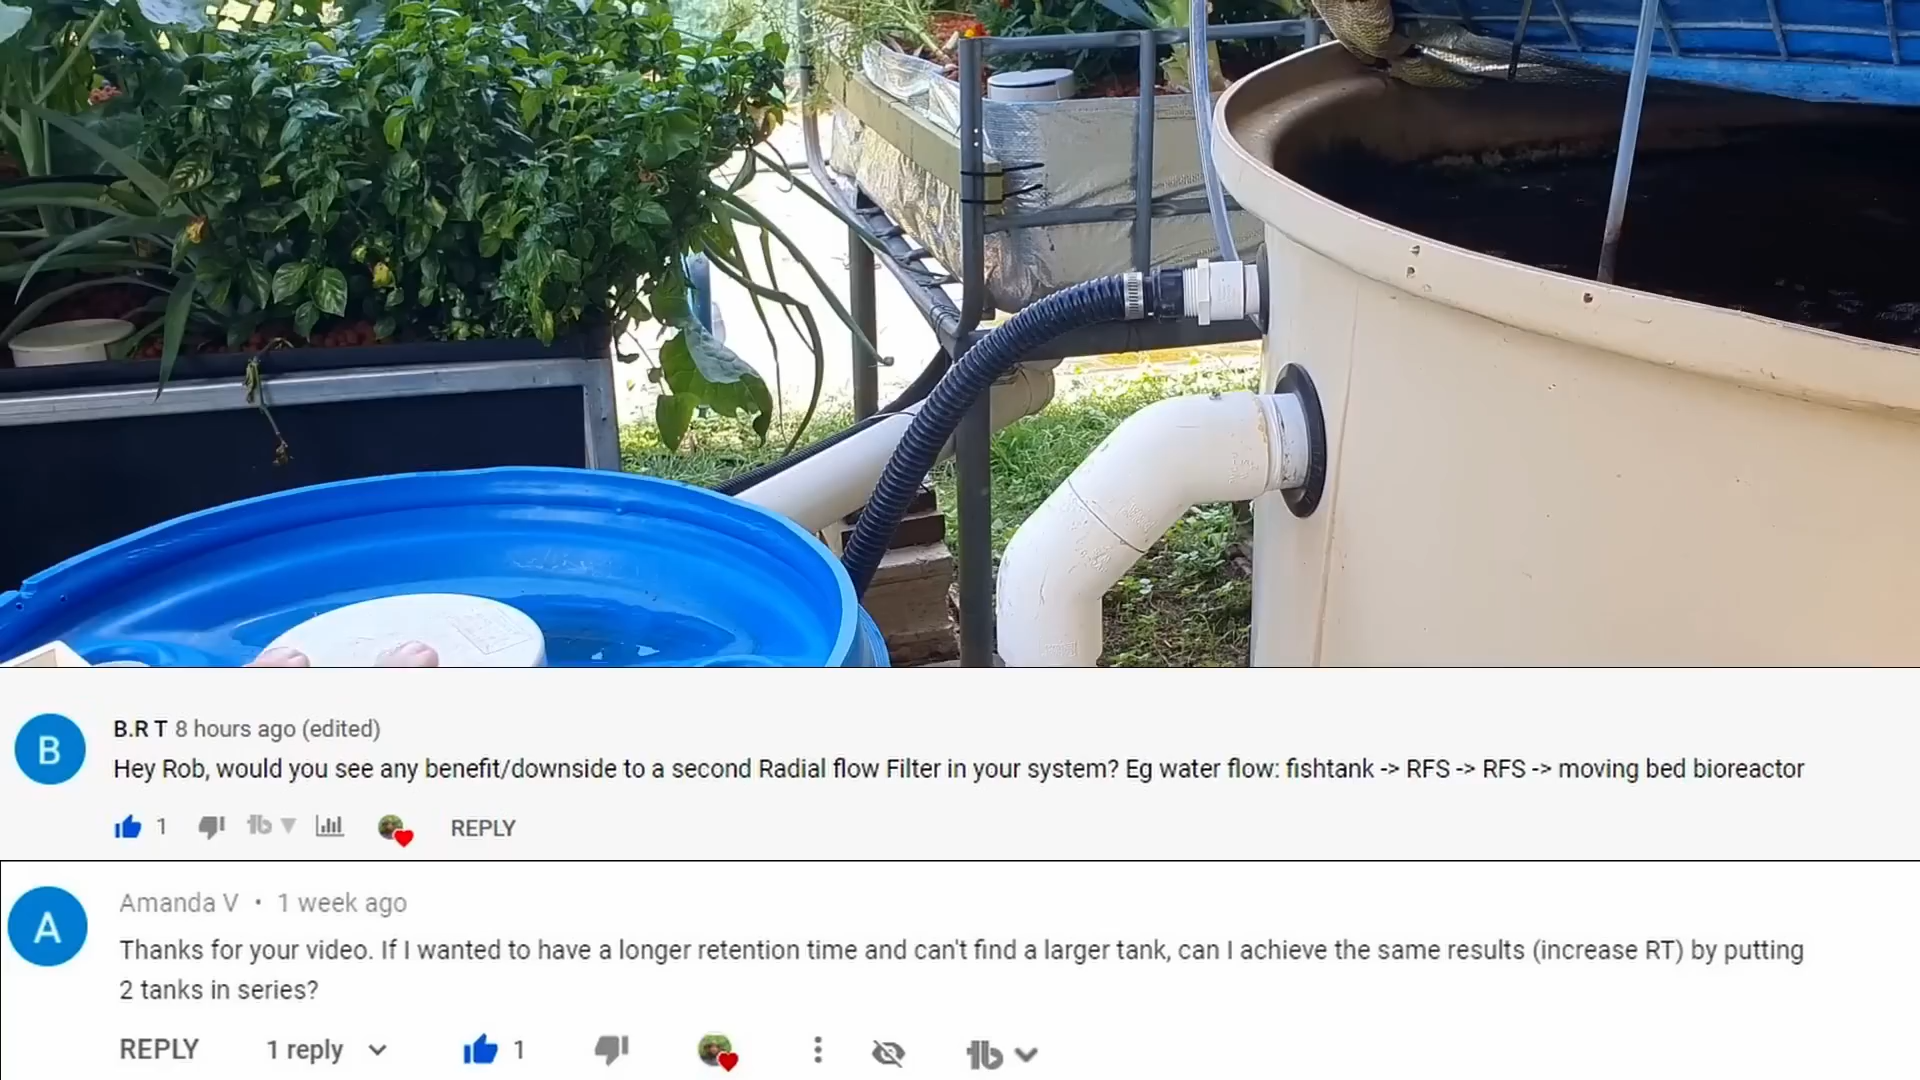 B
B.R T 8 hours ago (edited)
Hey Rob, would you see any benefit/downside to a second Radial flow Filter in your system? Eg water flow: fishtank -> RFS -> RFS -> moving bed bioreactor
1
REPLY
A
Amanda V • 1 week ago
Thanks for your video. If I wanted to have a longer retention time and can't find a larger tank, can I achieve the same results (increase RT) by putting
2 tanks in series?
REPLY 1 reply 1